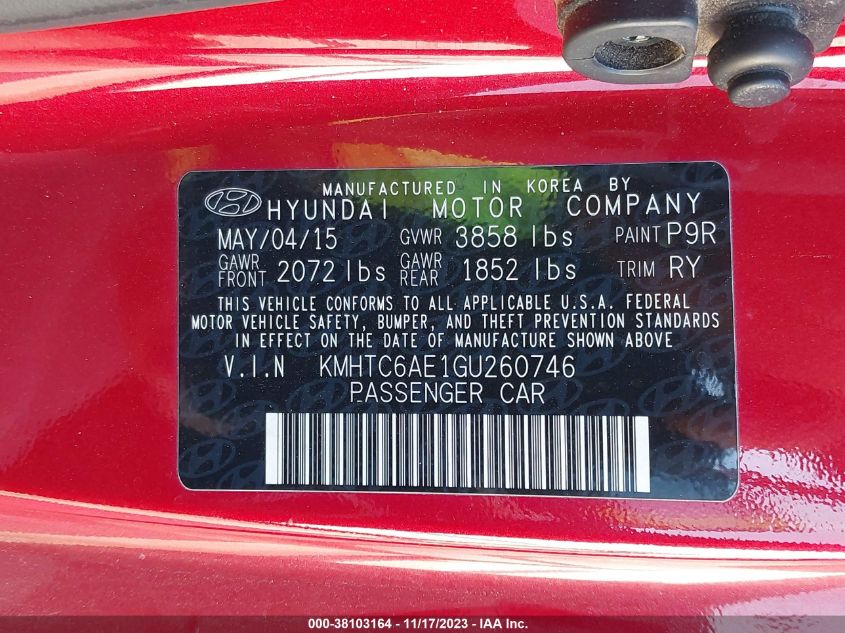 MANUFACTURED IN KOREA BY
HYUNDAI MOTOR COMPANY
MAY/04/15 GVWR 3858 lbs PAINT P9R
GAWR FRONT 2072 lbs GAWR REAR 1852 lbs TRIM RY
THIS VEHICLE CONFORMS TO ALL APPLICABLE U.S.A. FEDERAL
MOTOR VEHICLE SAFETY, BUMPER, AND THEFT PREVENTION STANDARDS
IN EFFECT ON THE DATE OF MANUFACTURE SHOWN ABOVE
V.I.N KMHTC6AE1GU260746
PASSENGER CAR
000-38103164 - 11/17/2023 - IAA Inc.